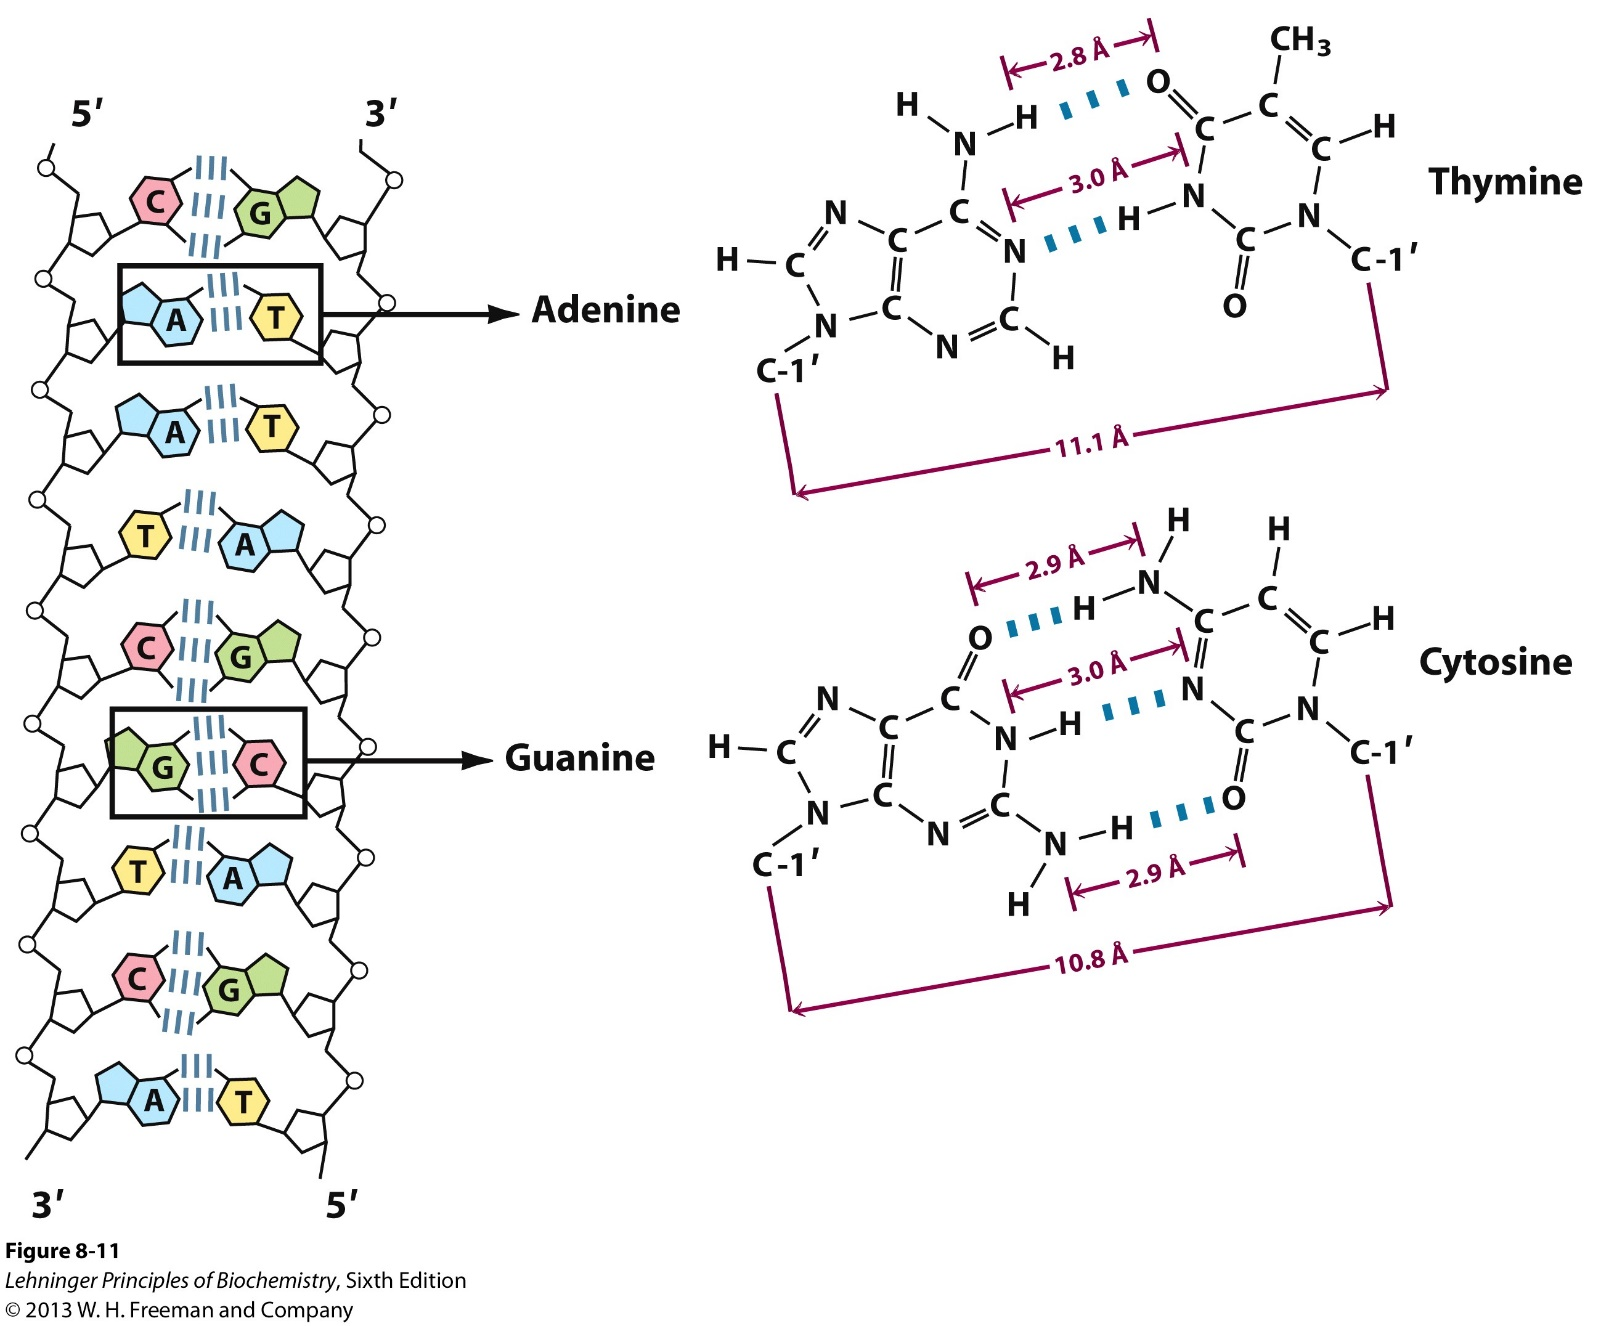 5′ 3′
C G
A T
A T
T A
C G
G C
T A
C G
A T
3′ 5′
Adenine
Guanine
2.8 Å
CH₃
O
H H
N C C H
3.0 Å C
Thymine
N C N
H N
C C
N H
H C
C C-1′
C O
N C
N H
C-1′
11.1 Å
H
2.9 Å H
N
H C
O C H
C
3.0 Å
Cytosine
N C N
C N
N H C
H C C-1′
O
N C C
N H
N
C-1′
2.9 Å
H
10.8 Å
Figure 8-11
Lehninger Principles of Biochemistry, Sixth Edition
© 2013 W. H. Freeman and Company